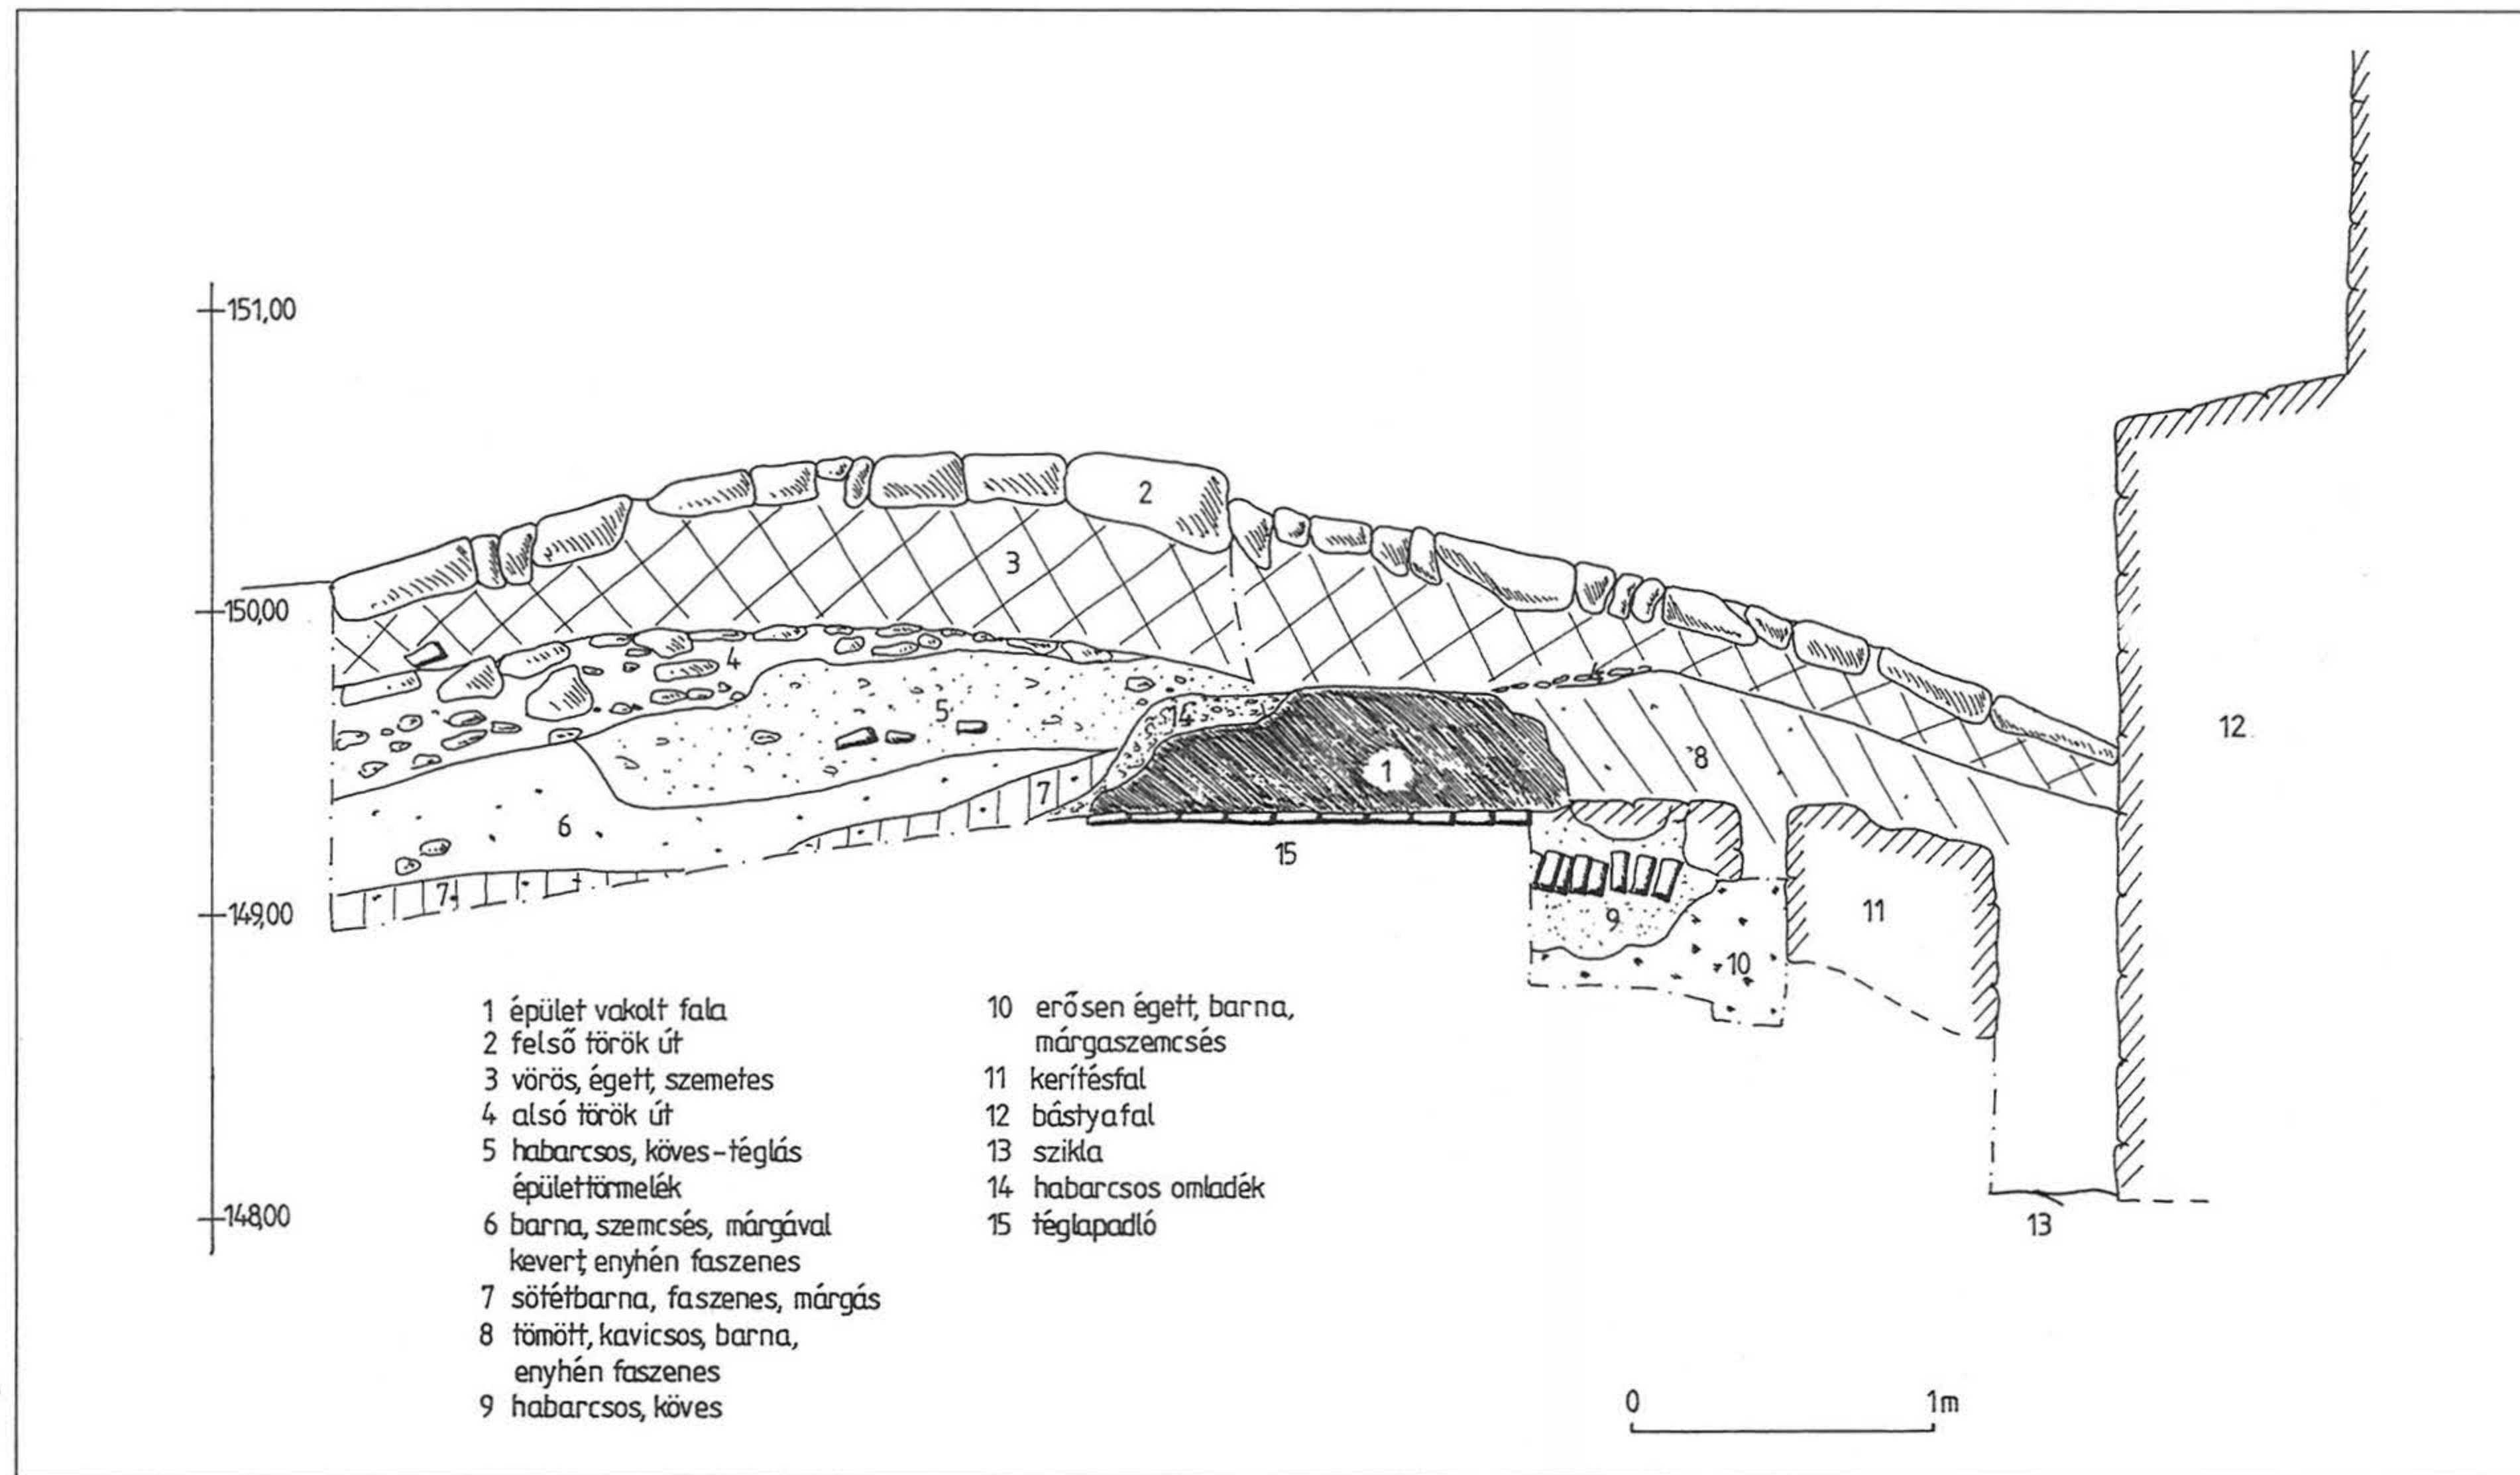 151,00
150,00
149,00
148,00
2
3
4
5
14
1
8
12
7
6
15
7
9
11
10
13
1 épület vakolt fala
2 felső török út
3 vörös, égett, szemetes
4 alsó török út
5 habarcsos, köves-téglás
épülettörmelék
6 barna, szemcsés, márgával
kevert, enyhén faszenes
7 sötétbarna, faszenes, márgás
8 tömött, kavicsos, barna,
enyhén faszenes
9 habarcsos, köves
10 erősen égett, barna,
márgaszemcsés
11 kerítésfal
12 bástyafal
13 szikla
14 habarcsos omladék
15 téglapadló
0 1m